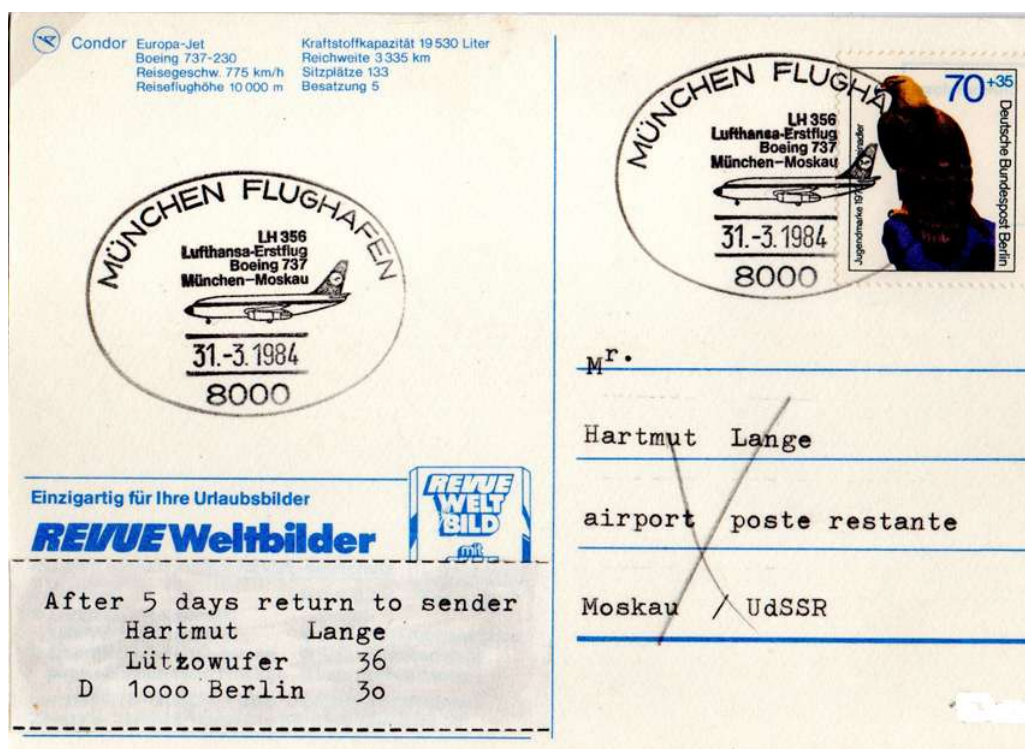 Condor Europa-Jet
Boeing 737-230
Reisegeschw. 775 km/h
Reiseflughöhe 10 000 m
Kraftstoffkapazität 19 530 Liter
Reichweite 3 335 km
Sitzplätze 133
Besatzung 5
MÜNCHEN FLUGHAFEN
LH 356
Lufthansa-Erstflug
Boeing 737
München-Moskau
31.-3.1984
8000
Einzigartig für Ihre Urlaubsbilder
REVUE Weltbilder
REVUE
WELT
BILD
mit
After 5 days return to sender
Hartmut Lange
Lützowufer 36
D 1ooo Berlin 3o
MÜNCHEN FLUGHA
LH 356
Lufthansa-Erstflug
Boeing 737
München-Moskau
31.-3.1984
8000
70+35
Deutsche Bundespost Berlin
Jugendmarke
Mr.
Hartmut Lange
airport poste restante
Moskau / UdSSR